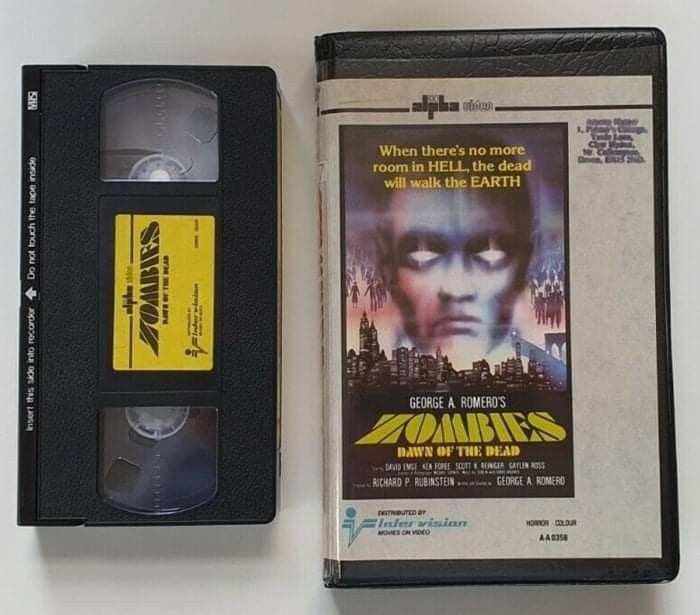 VHS
Insert this side into recorder Do not touch the tape inside
alpha video
ZOMBIES
DAWN OF THE DEAD
Intervision
alpha video
When there's no more
room in HELL, the dead
will walk the EARTH
GEORGE A. ROMERO'S
ZOMBIES
DAWN OF THE DEAD
DAVID EMGE KEN FOREE SCOTT H. REINIGER GAYLEN ROSS
RICHARD P. RUBINSTEIN GEORGE A. ROMERO
DISTRIBUTED BY
Intervision
MOVIES ON VIDEO
HORROR COLOUR
A-A 0358